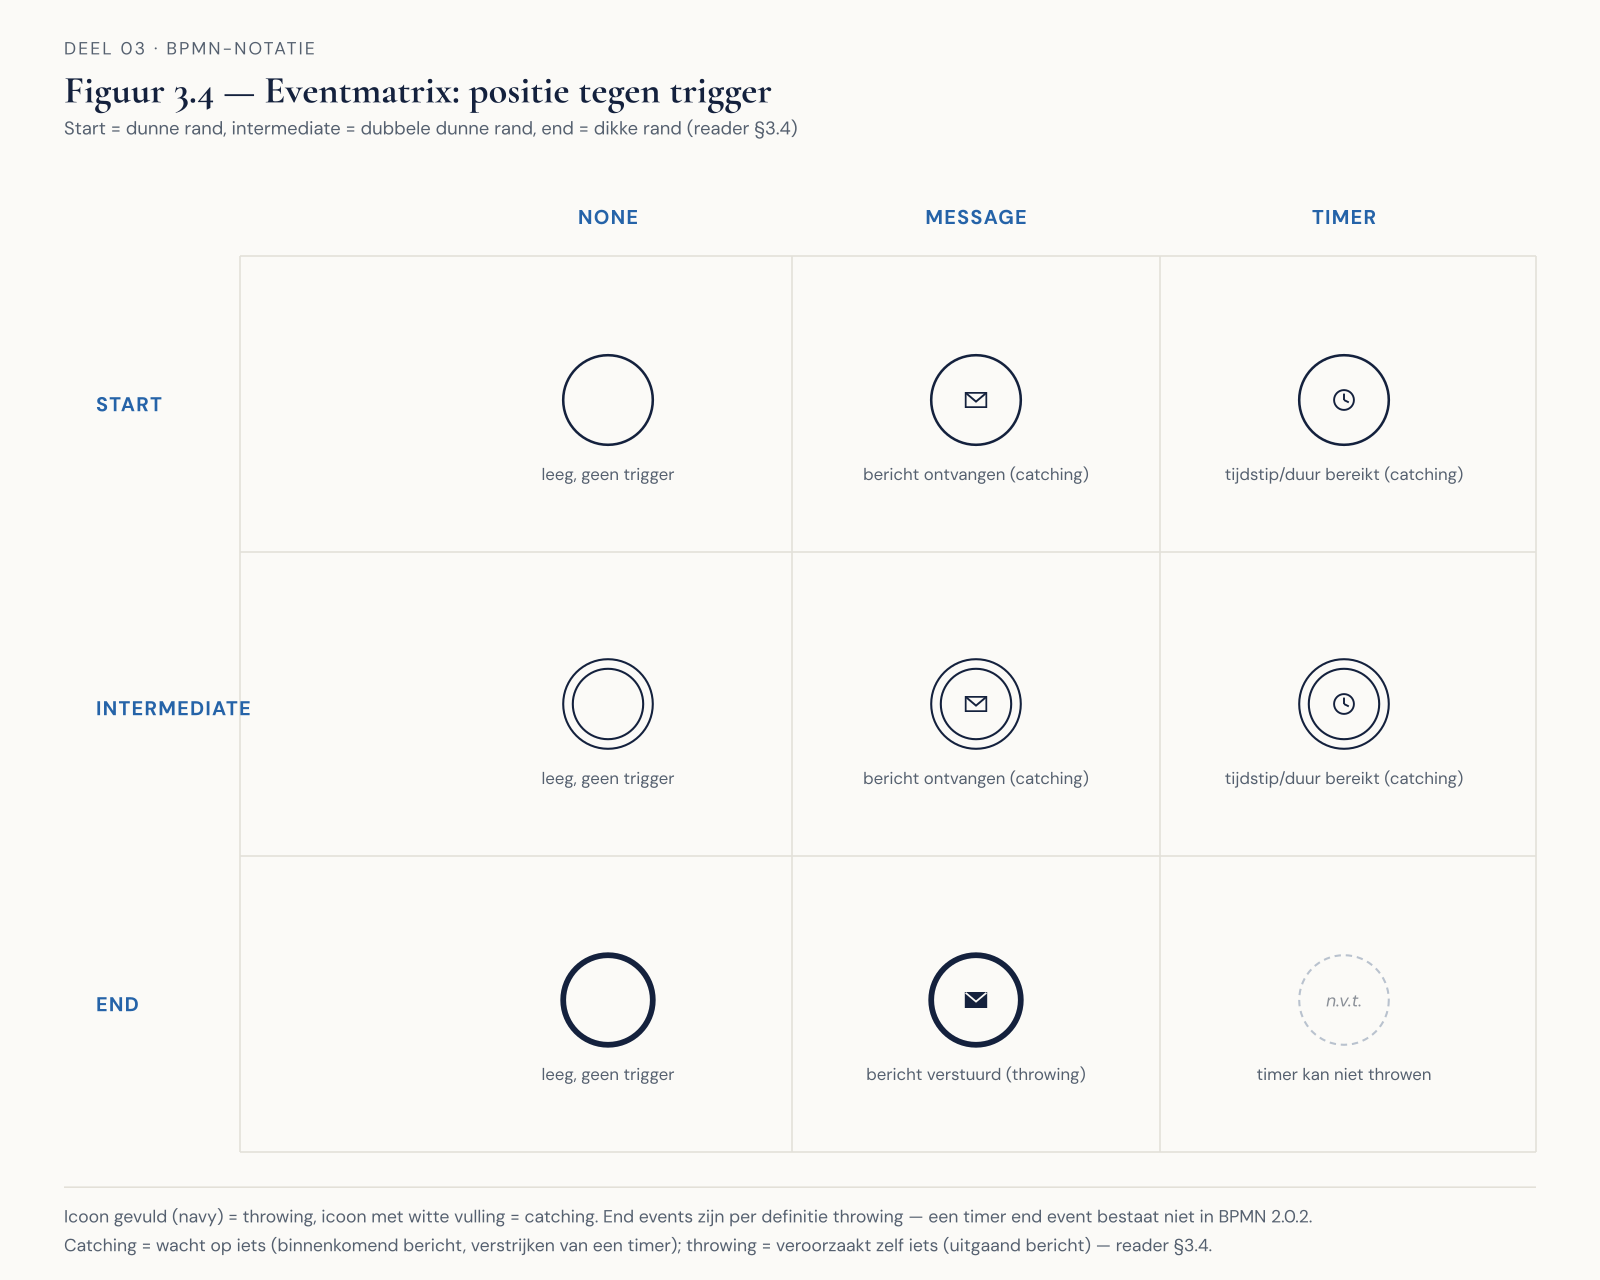 DEEL 03 · BPMN-NOTATIE
Figuur 3.4 — Eventmatrix: positie tegen trigger
Start = dunne rand, intermediate = dubbele dunne rand, end = dikke rand (reader §3.4)
NONE MESSAGE TIMER
START
leeg, geen trigger bericht ontvangen (catching) tijdstip/duur bereikt (catching)
INTERMEDIATE
leeg, geen trigger bericht ontvangen (catching) tijdstip/duur bereikt (catching)
END n.v.t.
leeg, geen trigger bericht verstuurd (throwing) timer kan niet throwen
Icoon gevuld (navy) = throwing, icoon met witte vulling = catching. End events zijn per definitie throwing — een timer end event bestaat niet in BPMN 2.0.2.
Catching = wacht op iets (binnenkomend bericht, verstrijken van een timer); throwing = veroorzaakt zelf iets (uitgaand bericht) — reader §3.4.